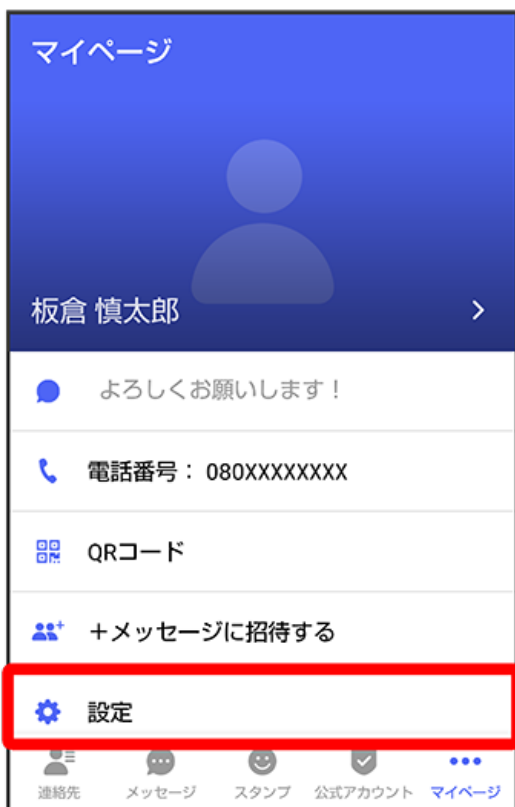 マイページ
板倉 慎太郎
よろしくお願いします！
電話番号： 080XXXXXXXX
QRコード
＋メッセージに招待する
設定
連絡先 メッセージ スタンプ 公式アカウント マイページ